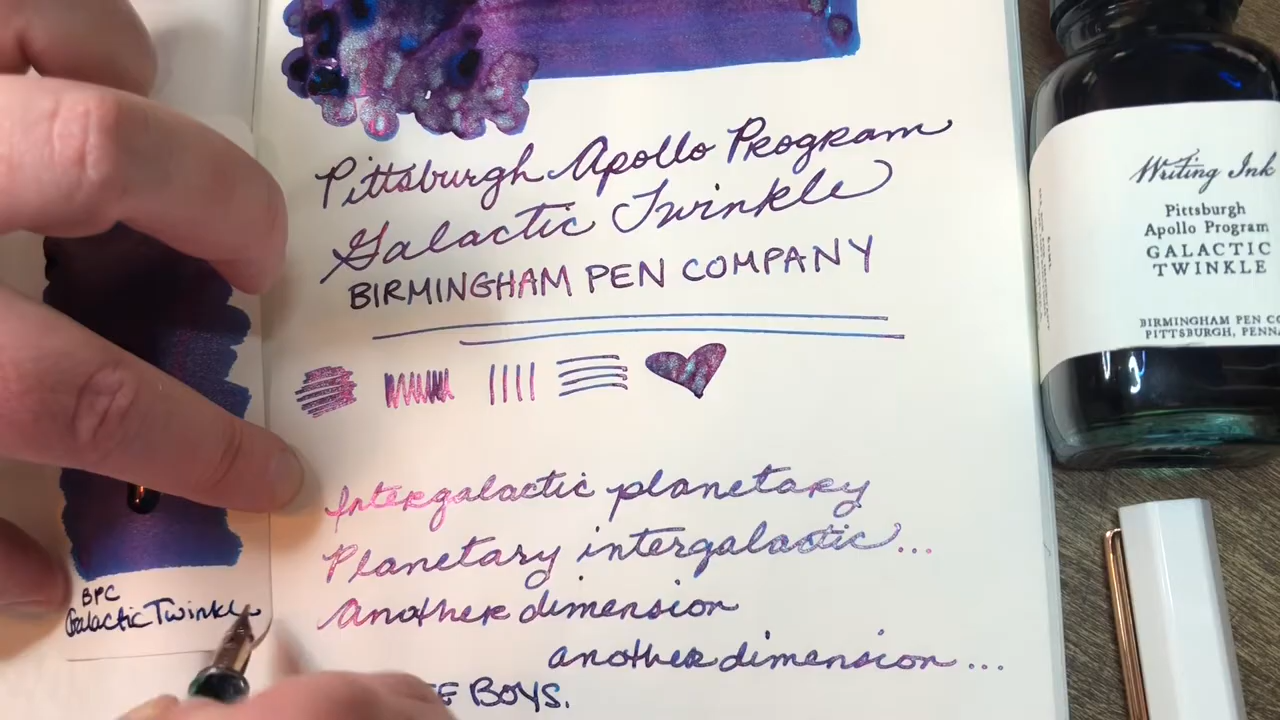 Pittsburgh Apollo Program
Galactic Twinkle
BIRMINGHAM PEN COMPANY
Intergalactic planetary
Planetary intergalactic...
Another dimension
another dimension...
BOYS.
BPC
Galactic Twinkle
Writing Ink
Pittsburgh
Apollo Program
GALACTIC
TWINKLE
BIRMINGHAM PEN CO
PITTSBURGH, PENNA